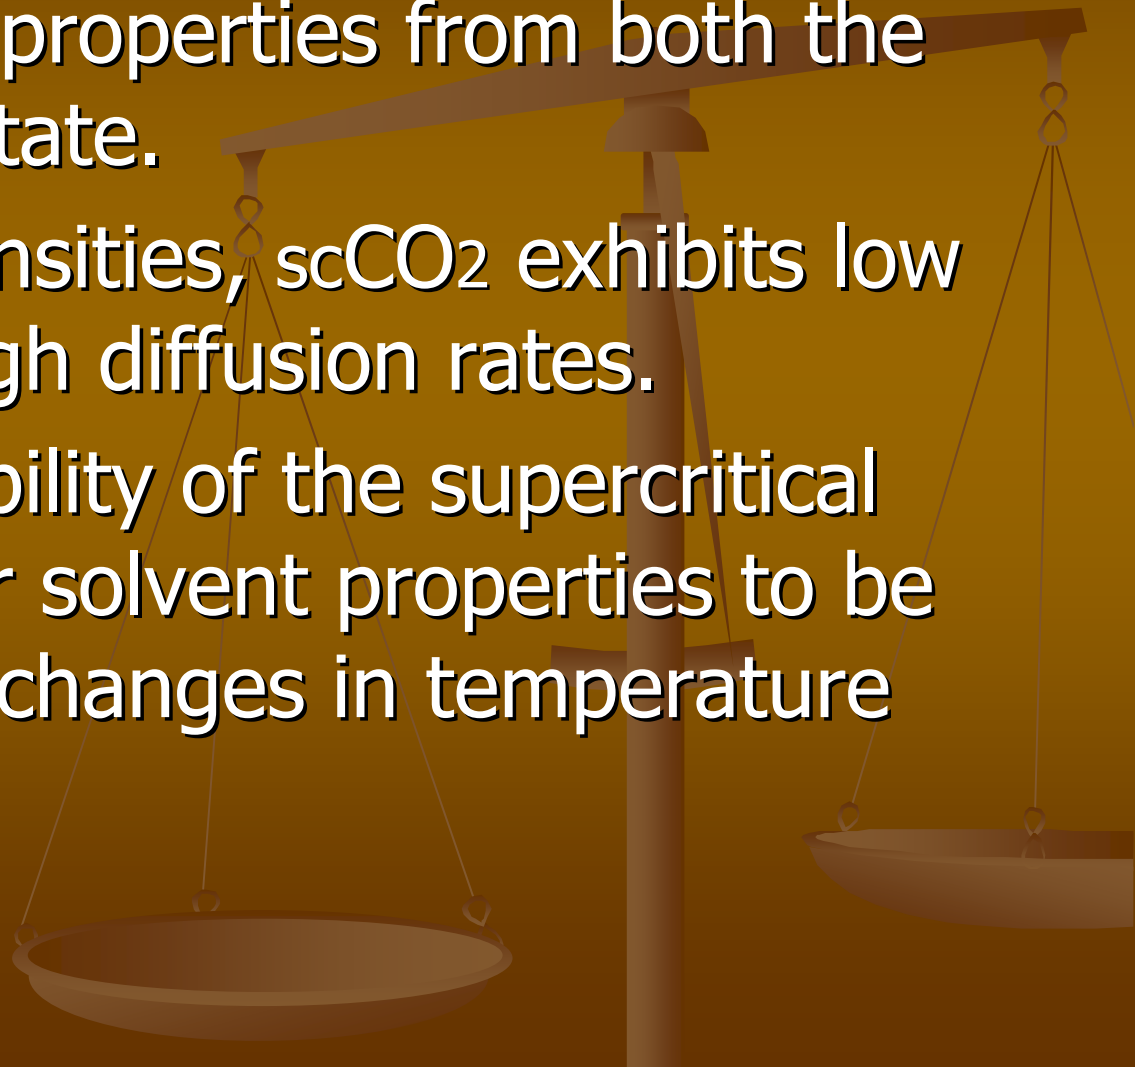 properties from both the
tate.
nsities, scCO2 exhibits low
gh diffusion rates.
bility of the supercritical
r solvent properties to be
changes in temperature